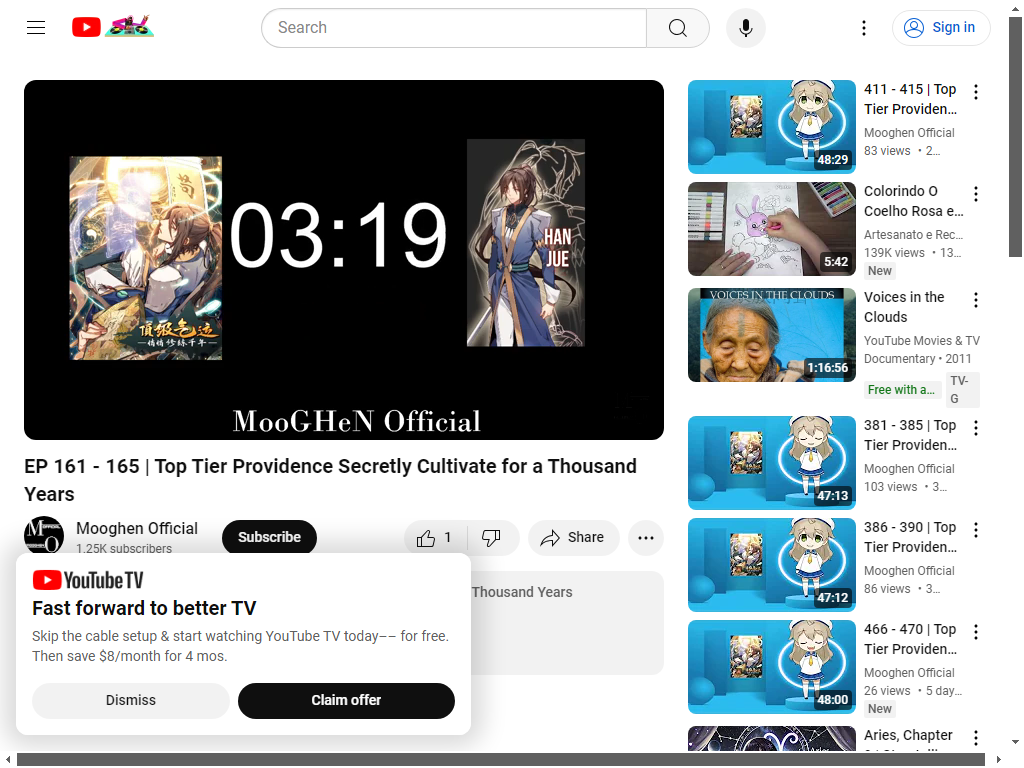 Search
Sign in
03:19
HAN
JUE
頂級氣運
悄悄修練千年
MooGHeN Official
EP 161 - 165 | Top Tier Providence Secretly Cultivate for a Thousand
Years
Mooghen Official
1.25K subscribers
Subscribe
1
Share
Thousand Years
YouTube TV
Fast forward to better TV
Skip the cable setup & start watching YouTube TV today–– for free.
Then save $8/month for 4 mos.
Dismiss
Claim offer
411 - 415 | Top
Tier Providen...
Mooghen Official
83 views • 2...
48:29
Colorindo O
Coelho Rosa e...
Artesanato e Rec...
139K views • 13...
New
5:42
VOICES IN THE CLOUDS
1:16:56
Voices in the
Clouds
YouTube Movies & TV
Documentary • 2011
Free with a...
TV-
G
381 - 385 | Top
Tier Providen...
Mooghen Official
103 views • 3...
47:13
386 - 390 | Top
Tier Providen...
Mooghen Official
86 views • 3...
47:12
466 - 470 | Top
Tier Providen...
Mooghen Official
26 views • 5 day...
New
48:00
Aries, Chapter